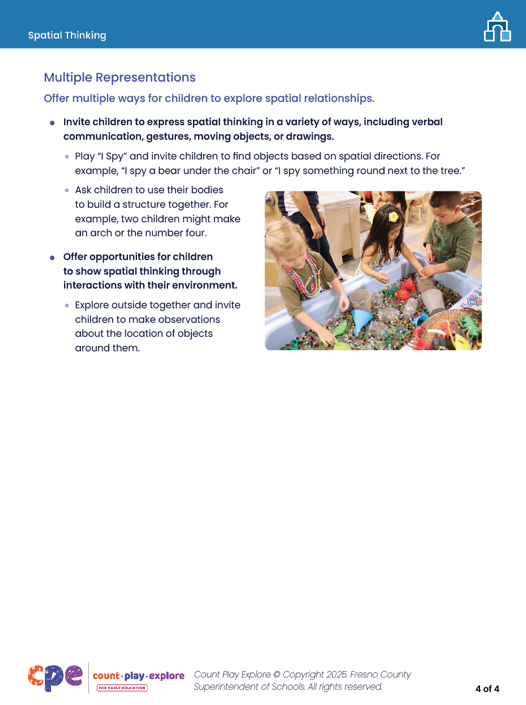 Spatial Thinking
Multiple Representations
Offer multiple ways for children to explore spatial relationships.
Invite children to express spatial thinking in a variety of ways, including verbal
communication, gestures, moving objects, or drawings.
Play “I Spy” and invite children to find objects based on spatial directions. For
example, “I spy a bear under the chair” or “I spy something round next to the tree.”
Ask children to use their bodies
to build a structure together. For
example, two children might make
an arch or the number four.
Offer opportunities for children
to show spatial thinking through
interactions with their environment.
Explore outside together and invite
children to make observations
about the location of objects
around them.
cpe
count·play·explore
FOR EARLY EDUCATION
Count Play Explore © Copyright 2025. Fresno County
Superintendent of Schools. All rights reserved.
4 of 4